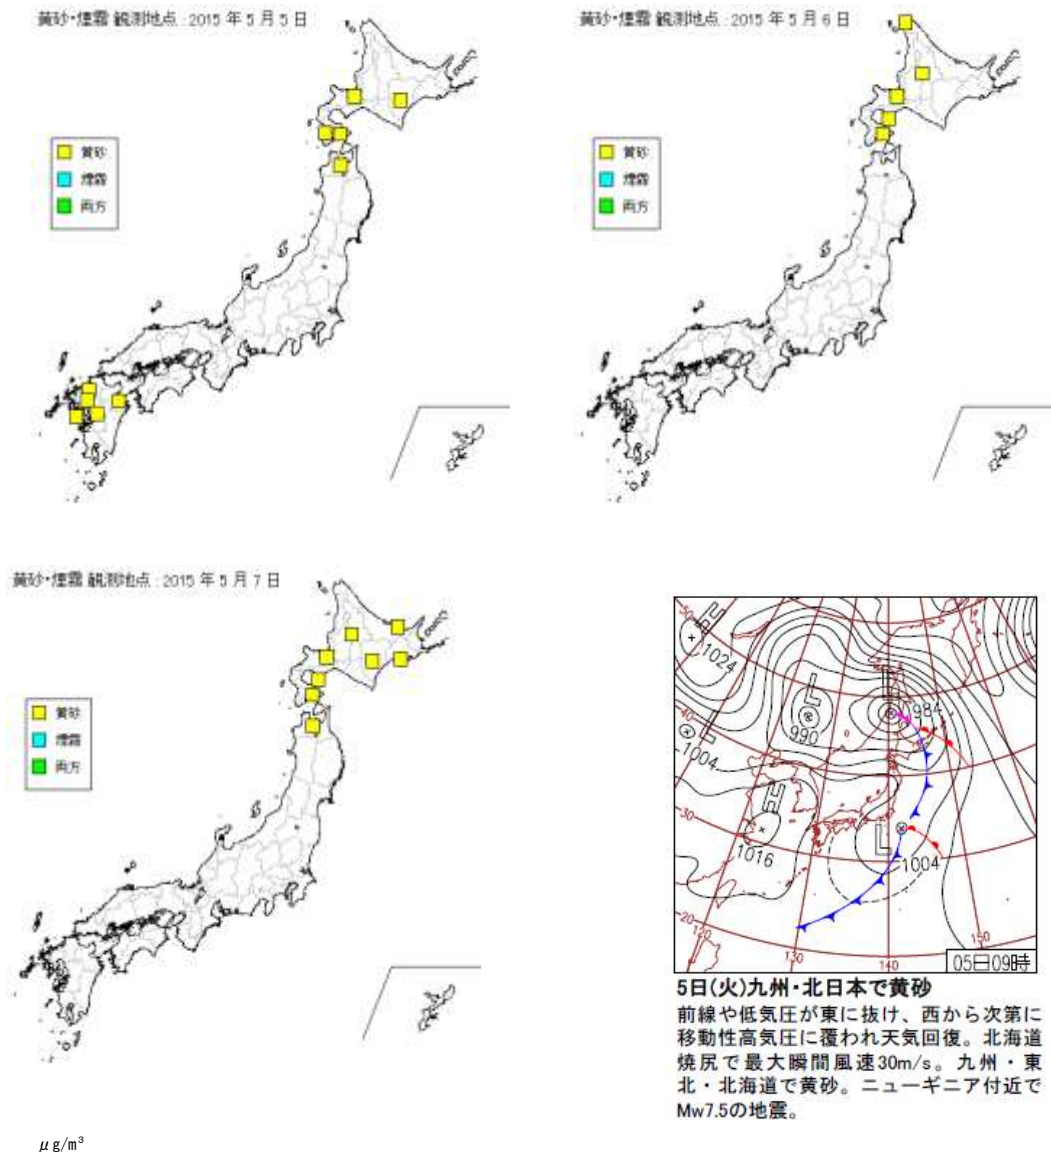 黄砂・煙霧 観測地点 : 2015 年 5 月 5 日
黄砂
煙霧
両方
黄砂・煙霧 観測地点 : 2015 年 5 月 6 日
黄砂
煙霧
両方
黄砂・煙霧 観測地点 : 2015 年 5 月 7 日
黄砂
煙霧
両方
50
H
1024
L
990
L
984
40
L
1004
H
1016
30
L
1004
20
120
130
140
150
05日09時
5日(火)九州・北日本で黄砂
前線や低気圧が東に抜け、西から次第に
移動性高気圧に覆われ天気回復。北海道
焼尻で最大瞬間風速30m/s。九州・東
北・北海道で黄砂。ニューギニア付近で
Mw7.5の地震。
μg/m³